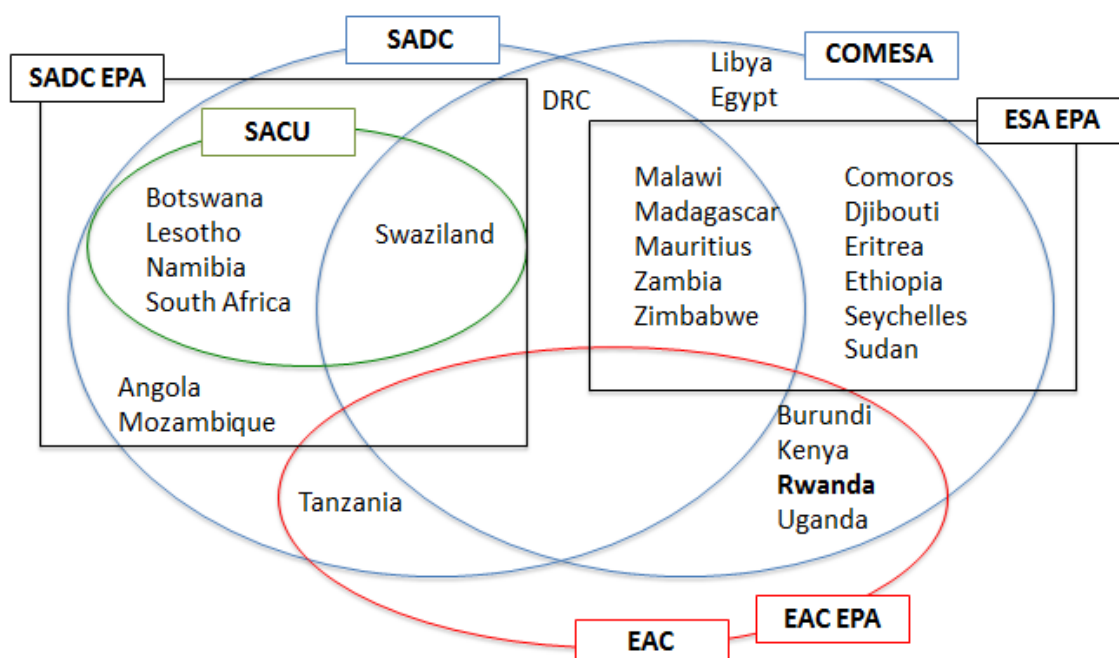 SADC
COMESA
SADC EPA
Libya
Egypt
DRC
SACU
ESA EPA
Botswana
Lesotho
Namibia
South Africa
Swaziland
Malawi
Madagascar
Mauritius
Zambia
Zimbabwe
Comoros
Djibouti
Eritrea
Ethiopia
Seychelles
Sudan
Angola
Mozambique
Tanzania
Burundi
Kenya
Rwanda
Uganda
EAC EPA
EAC